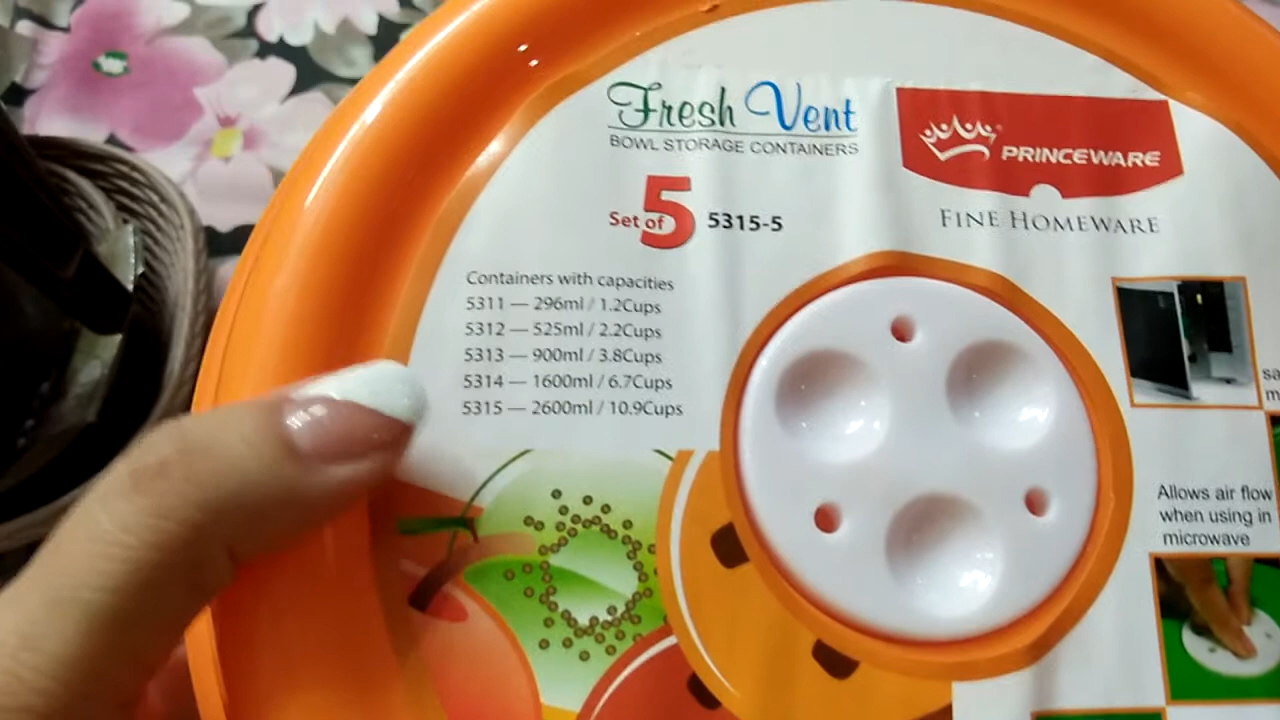 Fresh Vent
BOWL STORAGE CONTAINERS
PRINCEWARE
FINE HOMEWARE
Set of 5 5315-5
Containers with capacities
5311 — 296ml / 1.2Cups
5312 — 525ml / 2.2Cups
5313 — 900ml / 3.8Cups
5314 — 1600ml / 6.7Cups
5315 — 2600ml / 10.9Cups
Allows air flow
when using in
microwave